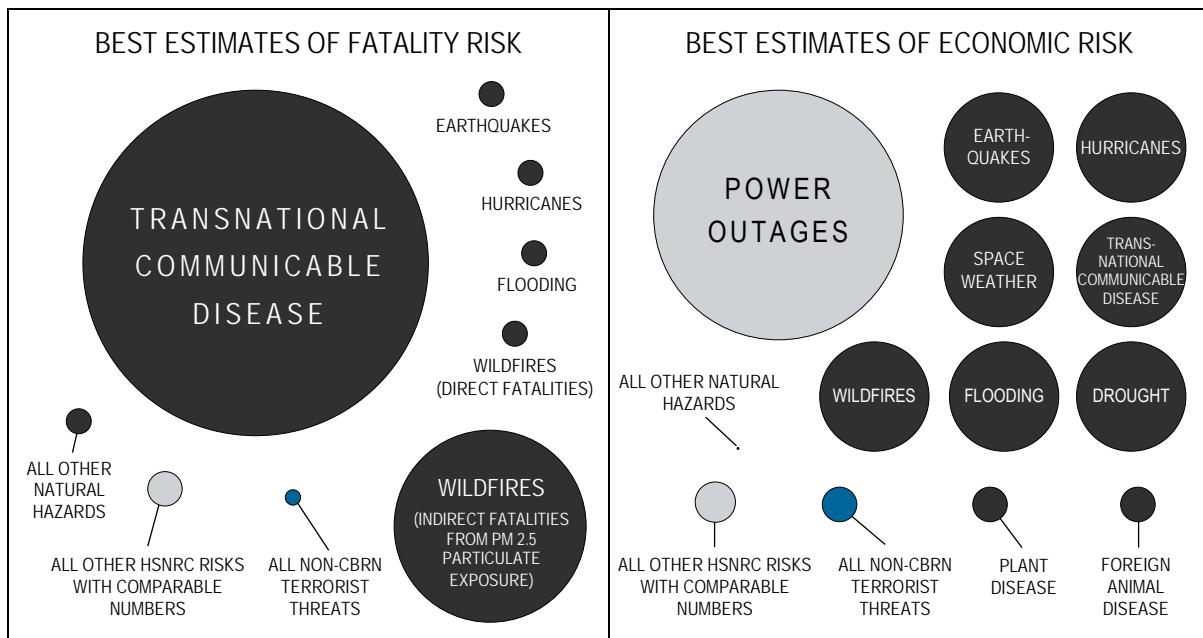 BEST ESTIMATES OF FATALITY RISK
TRANSNATIONAL
COMMUNICABLE
DISEASE
EARTHQUAKES
HURRICANES
FLOODING
WILDFIRES
(DIRECT FATALITIES)
ALL OTHER
NATURAL
HAZARDS
ALL OTHER HSNRC RISKS
WITH COMPARABLE
NUMBERS
ALL NON-CBRN
TERRORIST
THREATS
WILDFIRES
(INDIRECT FATALITIES
FROM PM 2.5
PARTICULATE
EXPOSURE)
BEST ESTIMATES OF ECONOMIC RISK
POWER
OUTAGES
EARTH-
QUAKES
HURRICANES
SPACE
WEATHER
TRANS-
NATIONAL
COMMUNICABLE
DISEASE
ALL OTHER NATURAL
HAZARDS
WILDFIRES
FLOODING
DROUGHT
ALL OTHER HSNRC RISKS
WITH COMPARABLE
NUMBERS
ALL NON-CBRN
TERRORIST
THREATS
PLANT
DISEASE
FOREIGN
ANIMAL
DISEASE